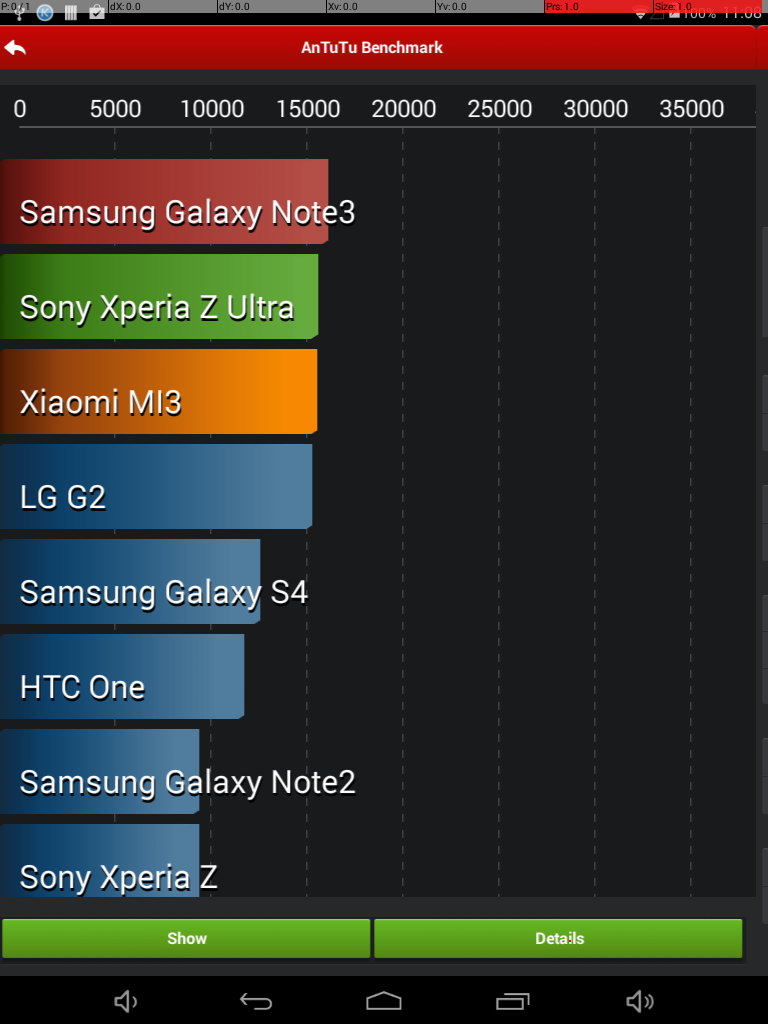 P: 0 / 1 dX: 0.0 dY: 0.0 Xv: 0.0 Yv: 0.0 Prs: 1.0 Size: 1.0
100% 11:08
AnTuTu Benchmark
0 5000 10000 15000 20000 25000 30000 35000
Samsung Galaxy Note3
Sony Xperia Z Ultra
Xiaomi MI3
LG G2
Samsung Galaxy S4
HTC One
Samsung Galaxy Note2
Sony Xperia Z
Show Details